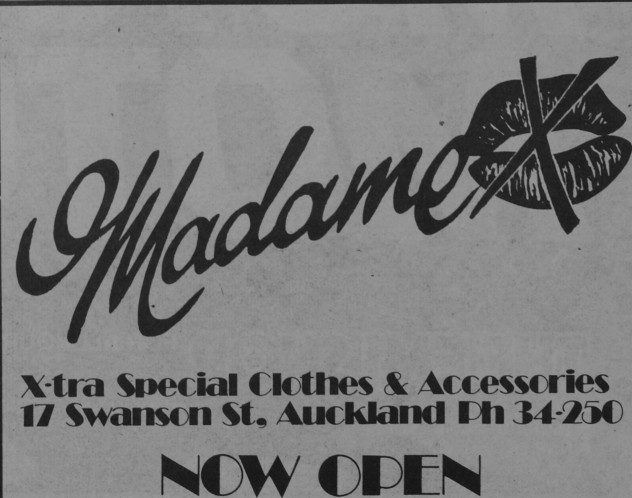 Madame X
X-tra Special Clothes & Accessories
17 Swanson St, Auckland Ph 34-250
NOW OPEN